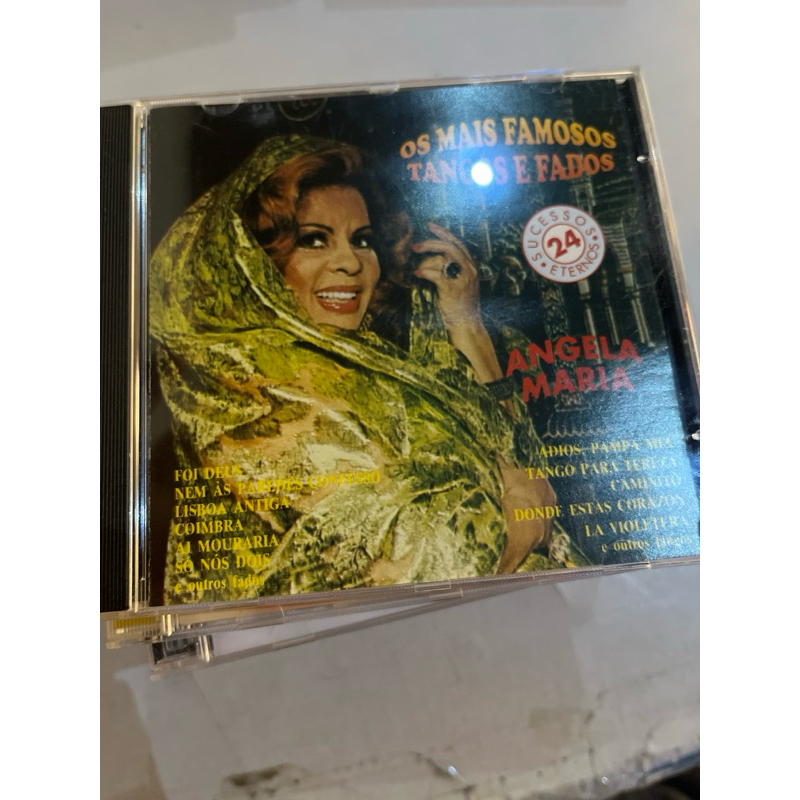 OS MAIS FAMOSOS
TANGOS E FADOS
SUCESSOS
24
ETERNOS
ANGELA
MARIA
FOI DEUS
NEM ÀS PAREDES CONFESSO
LISBOA ANTIGA
COIMBRA
AI MOURARIA
SÓ NÓS DOIS
e outros fados
ADIOS, PAMPA MIA
TANGO PARA TEREZA
CAMINITO
DONDE ESTAS CORAZON
LA VIOLETERA
e outros tangos